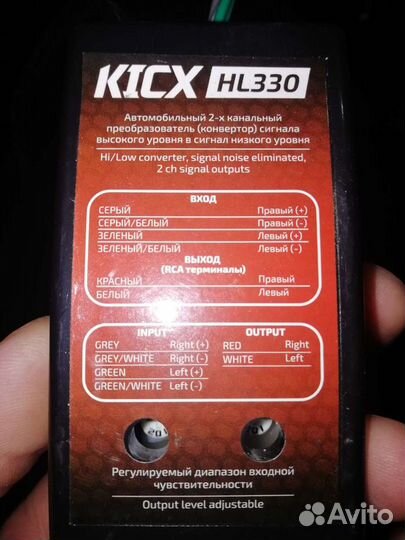 KICX HL330
Автомобильный 2-х канальный
преобразователь (конвертор) сигнала
высокого уровня в сигнал низкого уровня
Hi/Low converter, signal noise eliminated,
2 ch signal outputs
ВХОД
СЕРЫЙ Правый (+)
СЕРЫЙ/БЕЛЫЙ Правый (-)
ЗЕЛЕНЫЙ Левый (+)
ЗЕЛЕНЫЙ/БЕЛЫЙ Левый (-)
ВЫХОД
(RCA терминалы)
КРАСНЫЙ Правый
БЕЛЫЙ Левый
INPUT
GREY Right (+)
GREY/WHITE Right (-)
GREEN Left (+)
GREEN/WHITE Left (-)
OUTPUT
RED Right
WHITE Left
Регулируемый диапазон входной
чувствительности
Output level adjustable
Avito